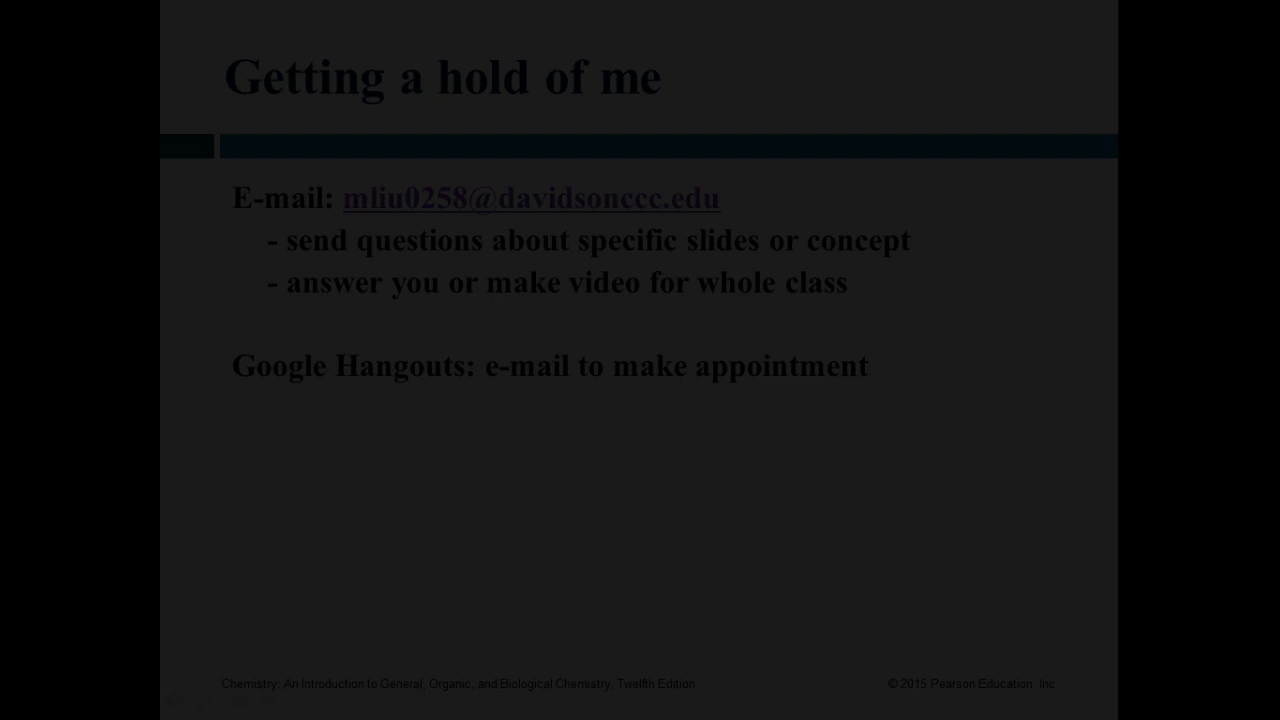 Getting a hold of me
E-mail: mliu0258@davidsonccc.edu
- send questions about specific slides or concept
- answer you or make video for whole class
Google Hangouts: e-mail to make appointment
Chemistry: An Introduction to General, Organic, and Biological Chemistry, Twelfth Edition
© 2015 Pearson Education, Inc.